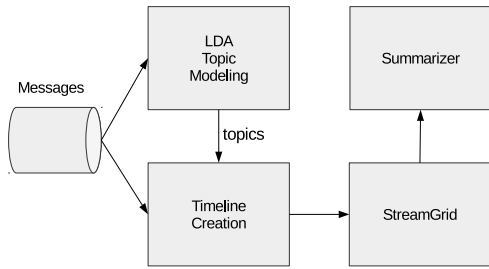 LDA
Topic
Modeling
Summarizer
Messages
topics
Timeline
Creation
StreamGrid